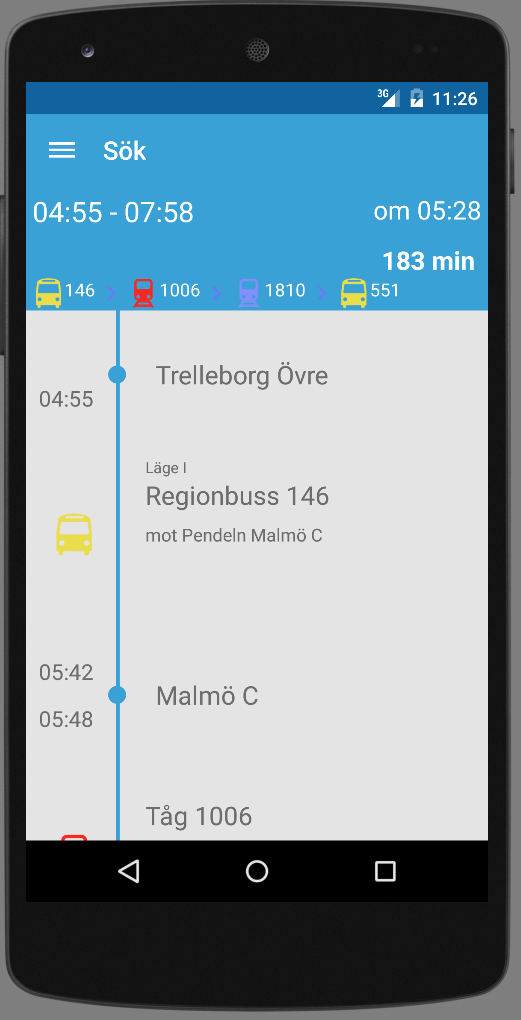 3G 11:26
Sök
04:55 - 07:58 om 05:28
183 min
146 1006 1810 551
Trelleborg Övre
04:55
Läge I
Regionbuss 146
mot Pendeln Malmö C
05:42
Malmö C
05:48
Tåg 1006